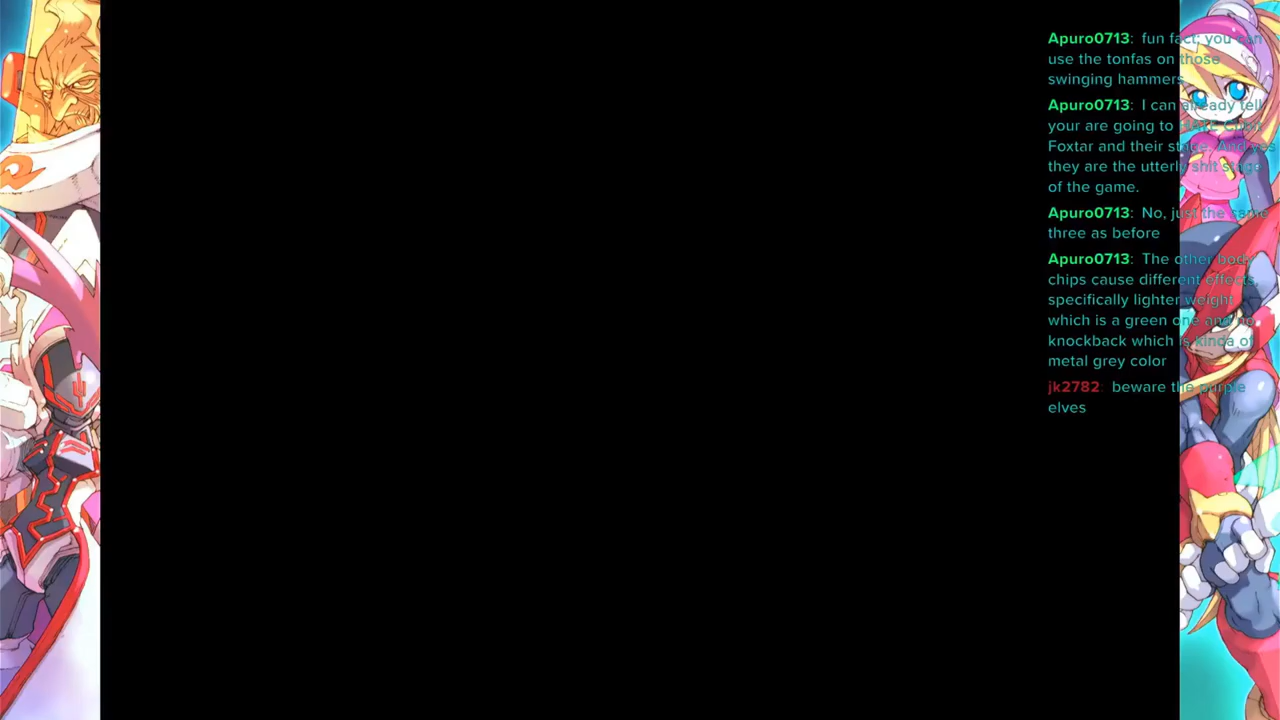 Apuro0713: fun fact: you can
use the tonfas on those
swinging hammers
Apuro0713: I can already tell
your are going to HATE Cubit
Foxtar and their stage. And yes
they are the utterly shit stage
of the game.
Apuro0713: No, just the same
three as before
Apuro0713: The other body
chips cause different effects,
specifically lighter weight
which is a green one and no
knockback which is kinda of
metal grey color
jk2782: beware the purple
elves